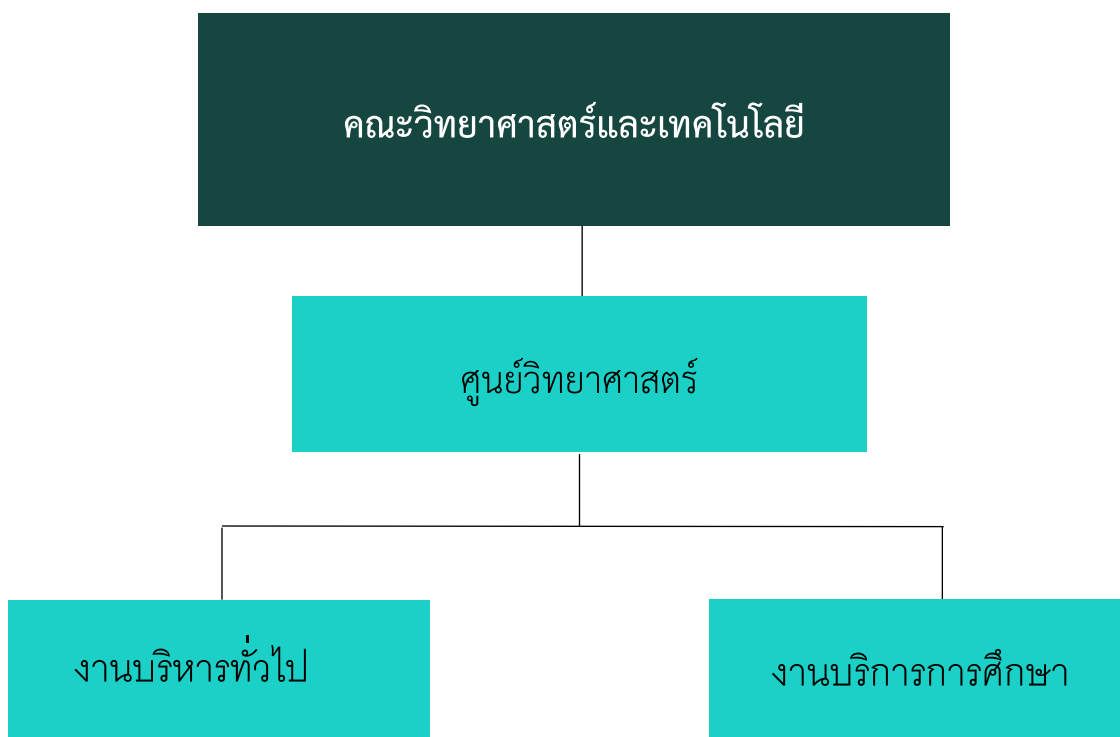 คณะวิทยาศาสตร์และเทคโนโลยี
ศูนย์วิทยาศาสตร์
งานบริหารทั่วไป
งานบริการการศึกษา